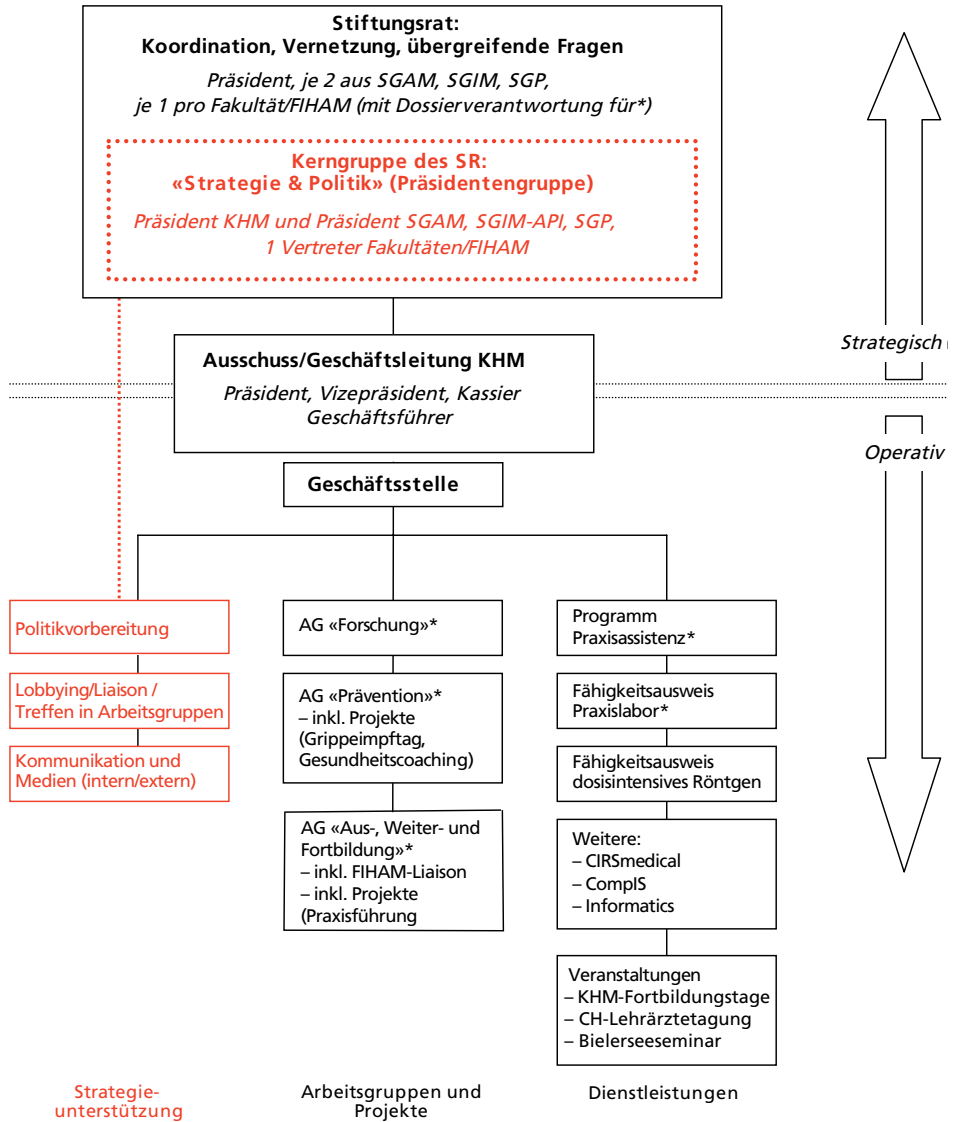 Stiftungsrat:
Koordination, Vernetzung, übergreifende Fragen
Präsident, je 2 aus SGAM, SGIM, SGP,
je 1 pro Fakultät/FIHAM (mit Dossierverantwortung für*)
Kerngruppe des SR:
«Strategie & Politik» (Präsidentengruppe)
Präsident KHM und Präsident SGAM, SGIM-API, SGP,
1 Vertreter Fakultäten/FIHAM
Strategisch
Ausschuss/Geschäftsleitung KHM
Präsident, Vizepräsident, Kassier
Geschäftsführer
Operativ
Geschäftsstelle
Politikvorbereitung
Lobbying/Liaison /
Treffen in Arbeitsgruppen
Kommunikation und
Medien (intern/extern)
AG «Forschung»*
AG «Prävention»*
– inkl. Projekte
(Grippeimpftag,
Gesundheitscoaching)
AG «Aus-, Weiter- und
Fortbildung»*
– inkl. FIHAM-Liaison
– inkl. Projekte
(Praxisführung
Programm
Praxisassistenz*
Fähigkeitsausweis
Praxislabor*
Fähigkeitsausweis
dosisintensives Röntgen
Weitere:
– CIRSmedical
– CompIS
– Informatics
Veranstaltungen
– KHM-Fortbildungstage
– CH-Lehrärztetagung
– Bielerseeseminar
Strategie-
unterstützung
Arbeitsgruppen und
Projekte
Dienstleistungen